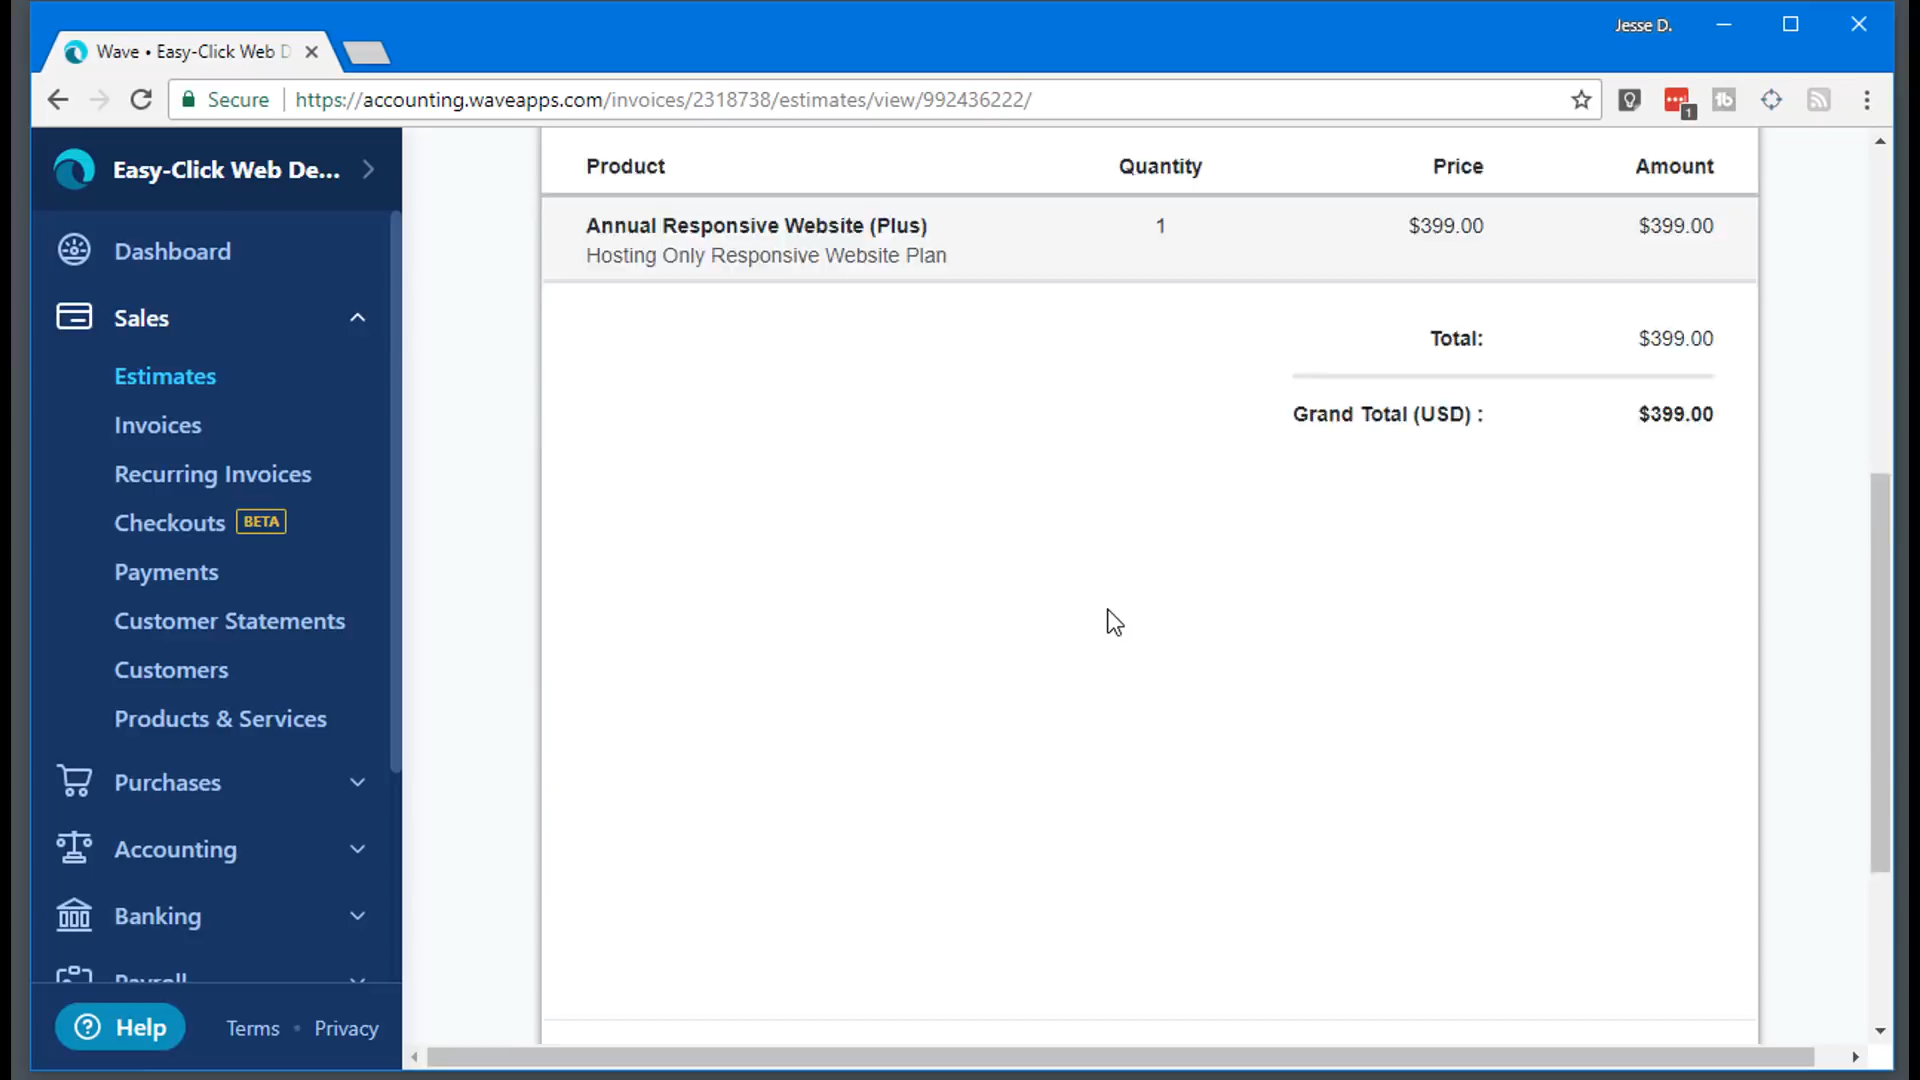 Jesse D.
Wave • Easy-Click Web D
Secure
https://accounting.waveapps.com/invoices/2318738/estimates/view/992436222/
1
Easy-Click Web De...
Dashboard
Sales
Estimates
Invoices
Recurring Invoices
Checkouts BETA
Payments
Customer Statements
Customers
Products & Services
Purchases
Accounting
Banking
Payroll
? Help
Terms • Privacy
Product Quantity Price Amount
Annual Responsive Website (Plus) 1 $399.00 $399.00
Hosting Only Responsive Website Plan
Total: $399.00
Grand Total (USD) : $399.00